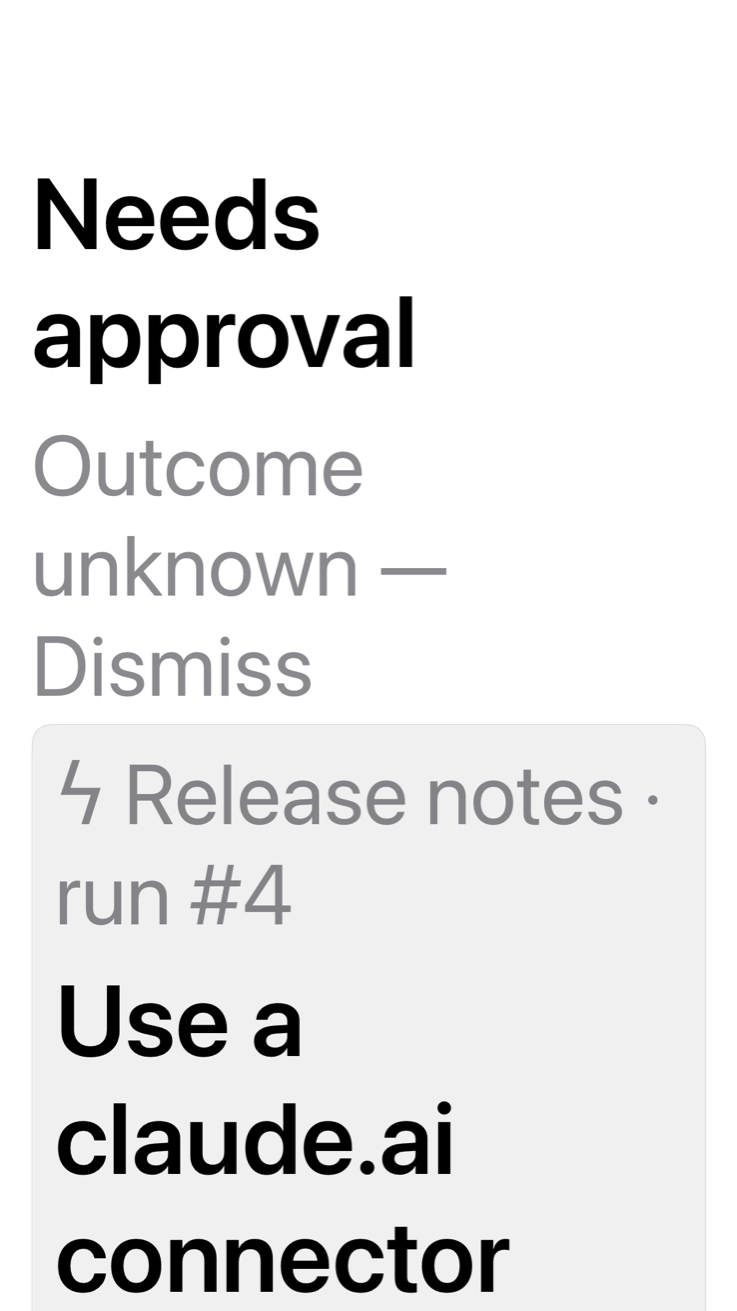 Needs
approval
Outcome
unknown —
Dismiss
ϟ Release notes ·
run #4
Use a
claude.ai
connector